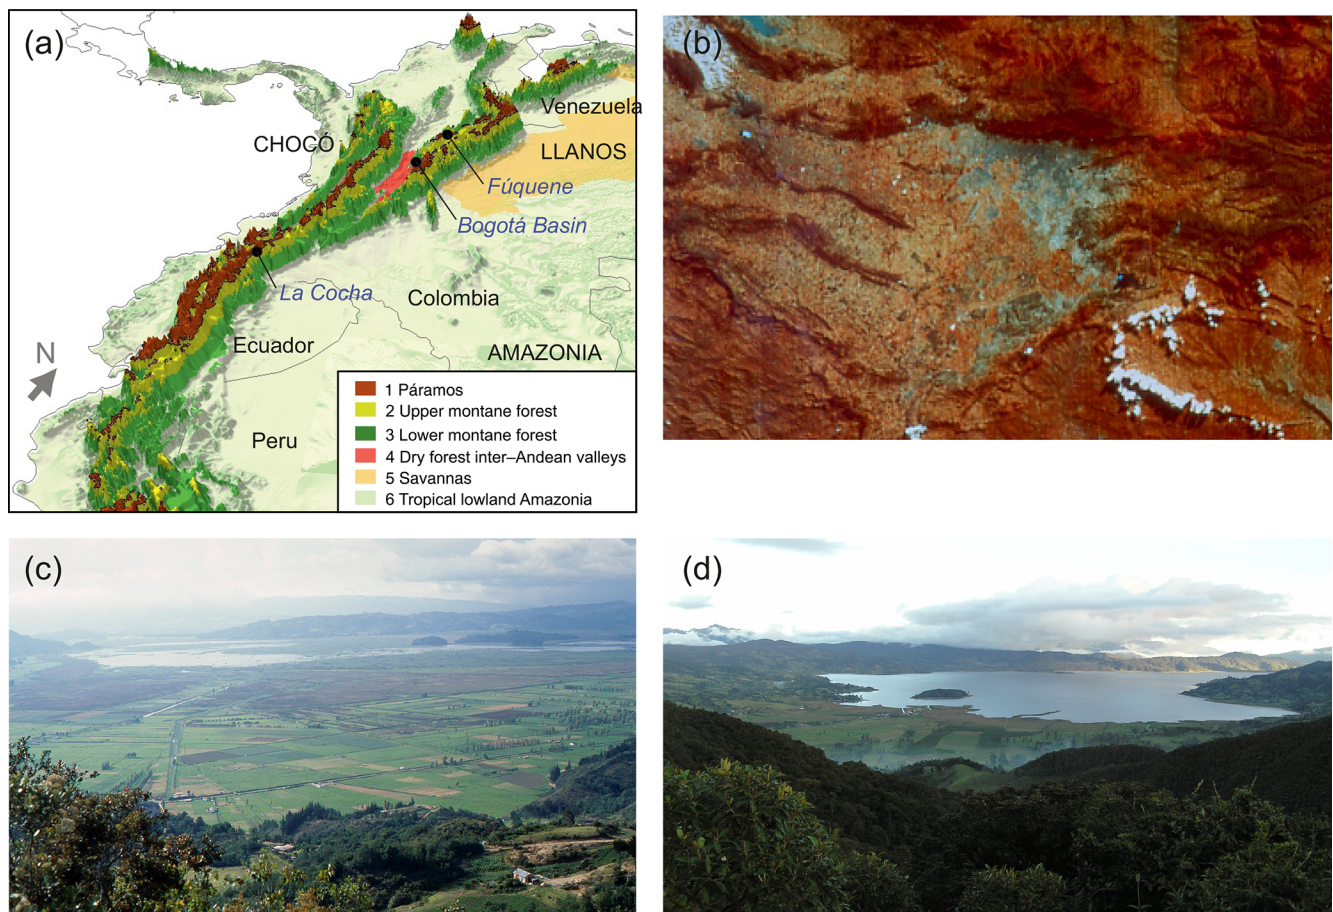 (a)
Venezuela
CHOCÓ
LLANOS
Fúquene
Bogotá Basin
La Cocha
Colombia
Ecuador
N
AMAZONIA
Peru
1 Páramos
2 Upper montane forest
3 Lower montane forest
4 Dry forest inter–Andean valleys
5 Savannas
6 Tropical lowland Amazonia
(b)
(c)
(d)